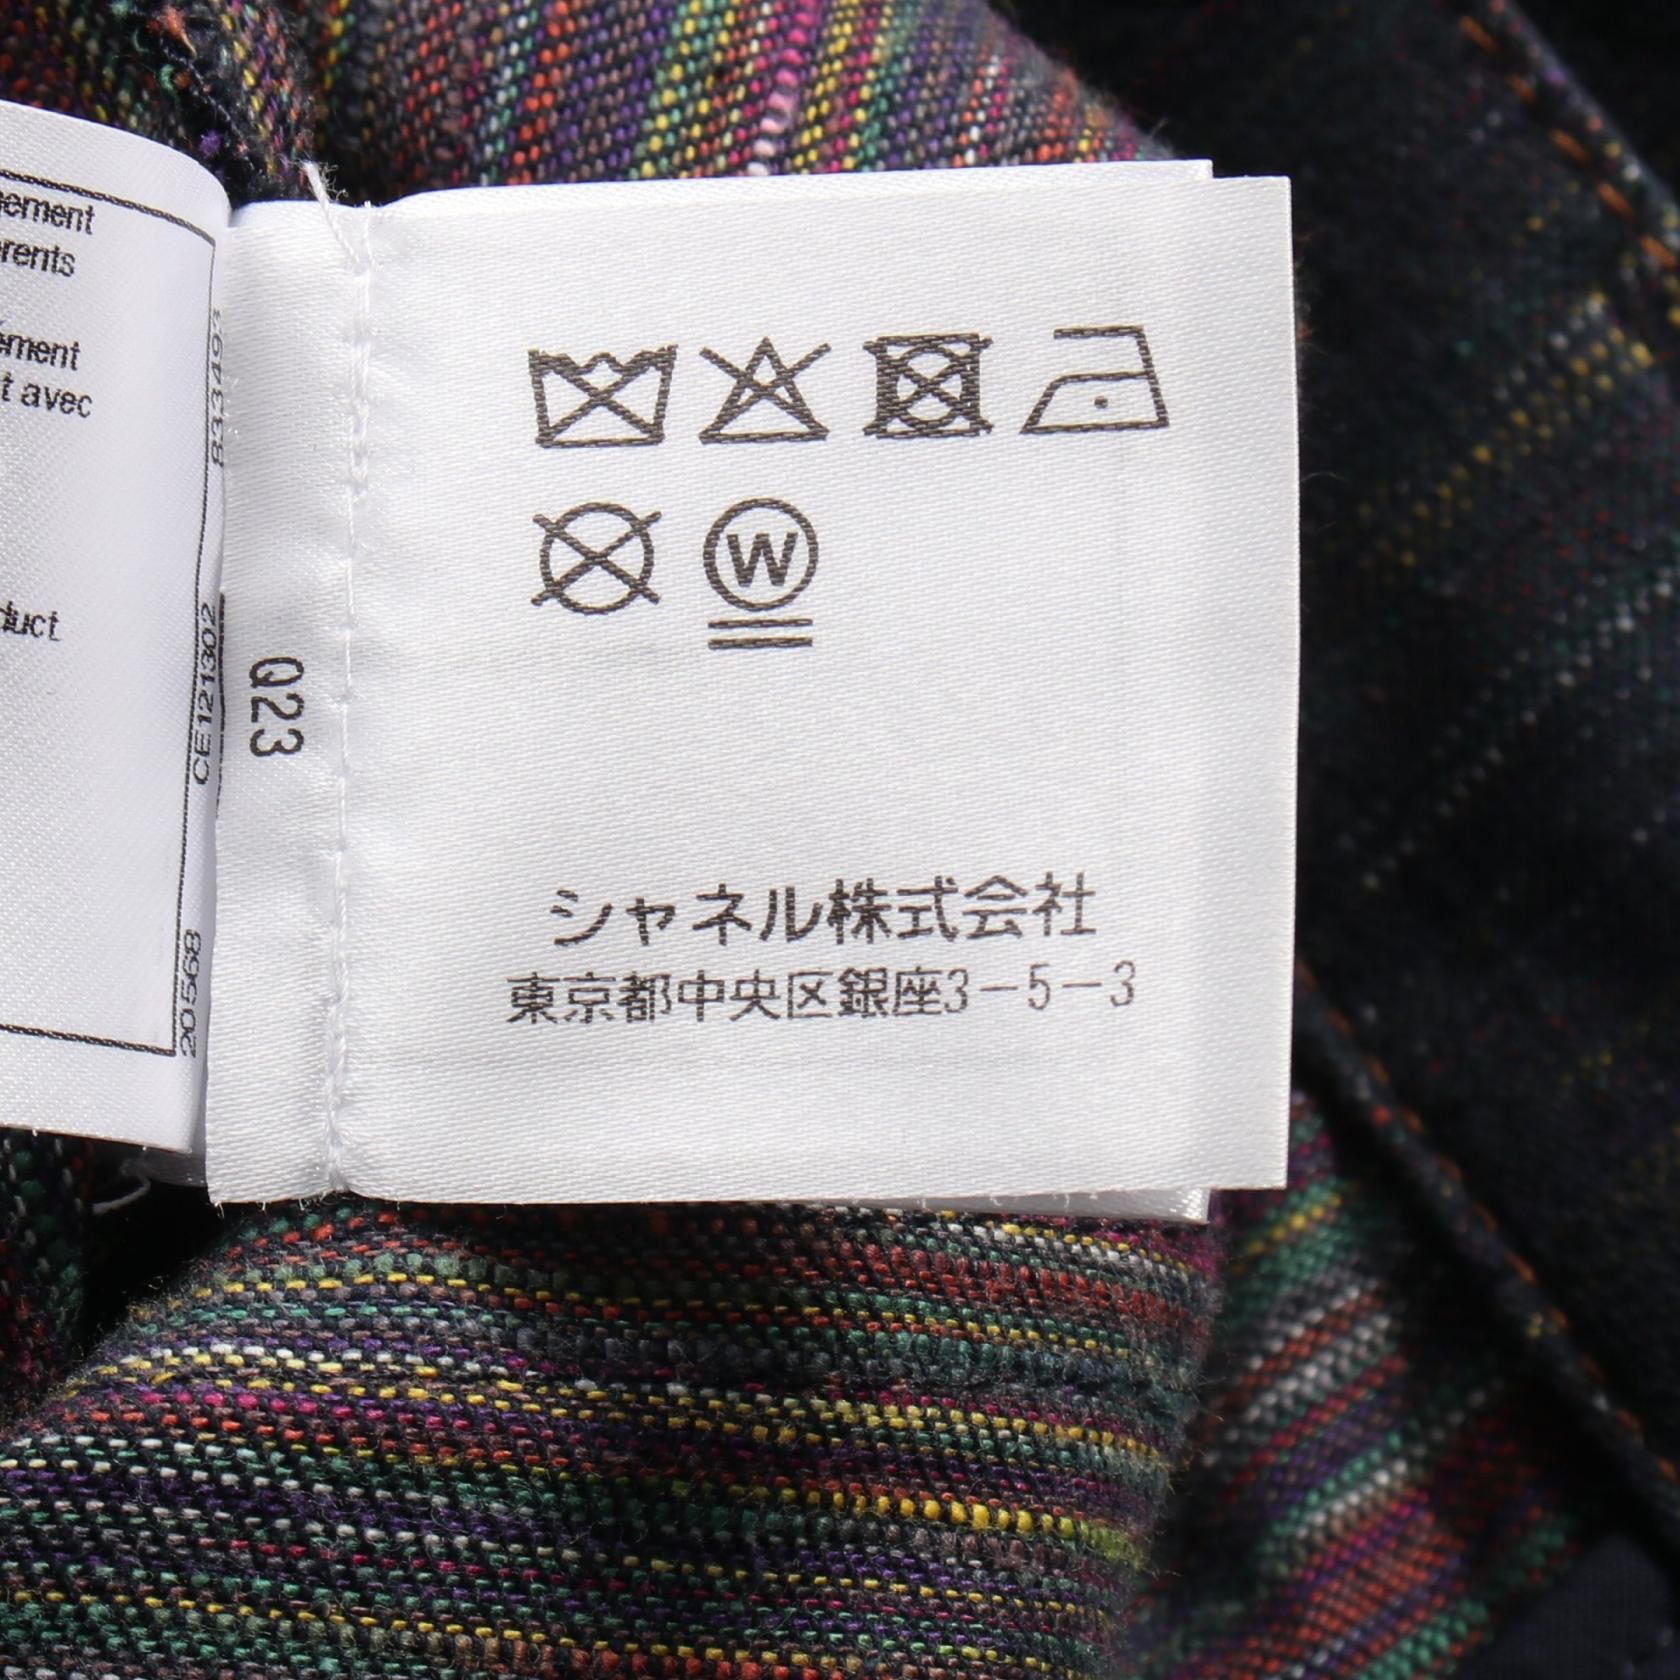 ement
rents
ément
t avec
duct
833493
CE121302
20568
Q23
W
シャネル株式会社
東京都中央区銀座3-5-3